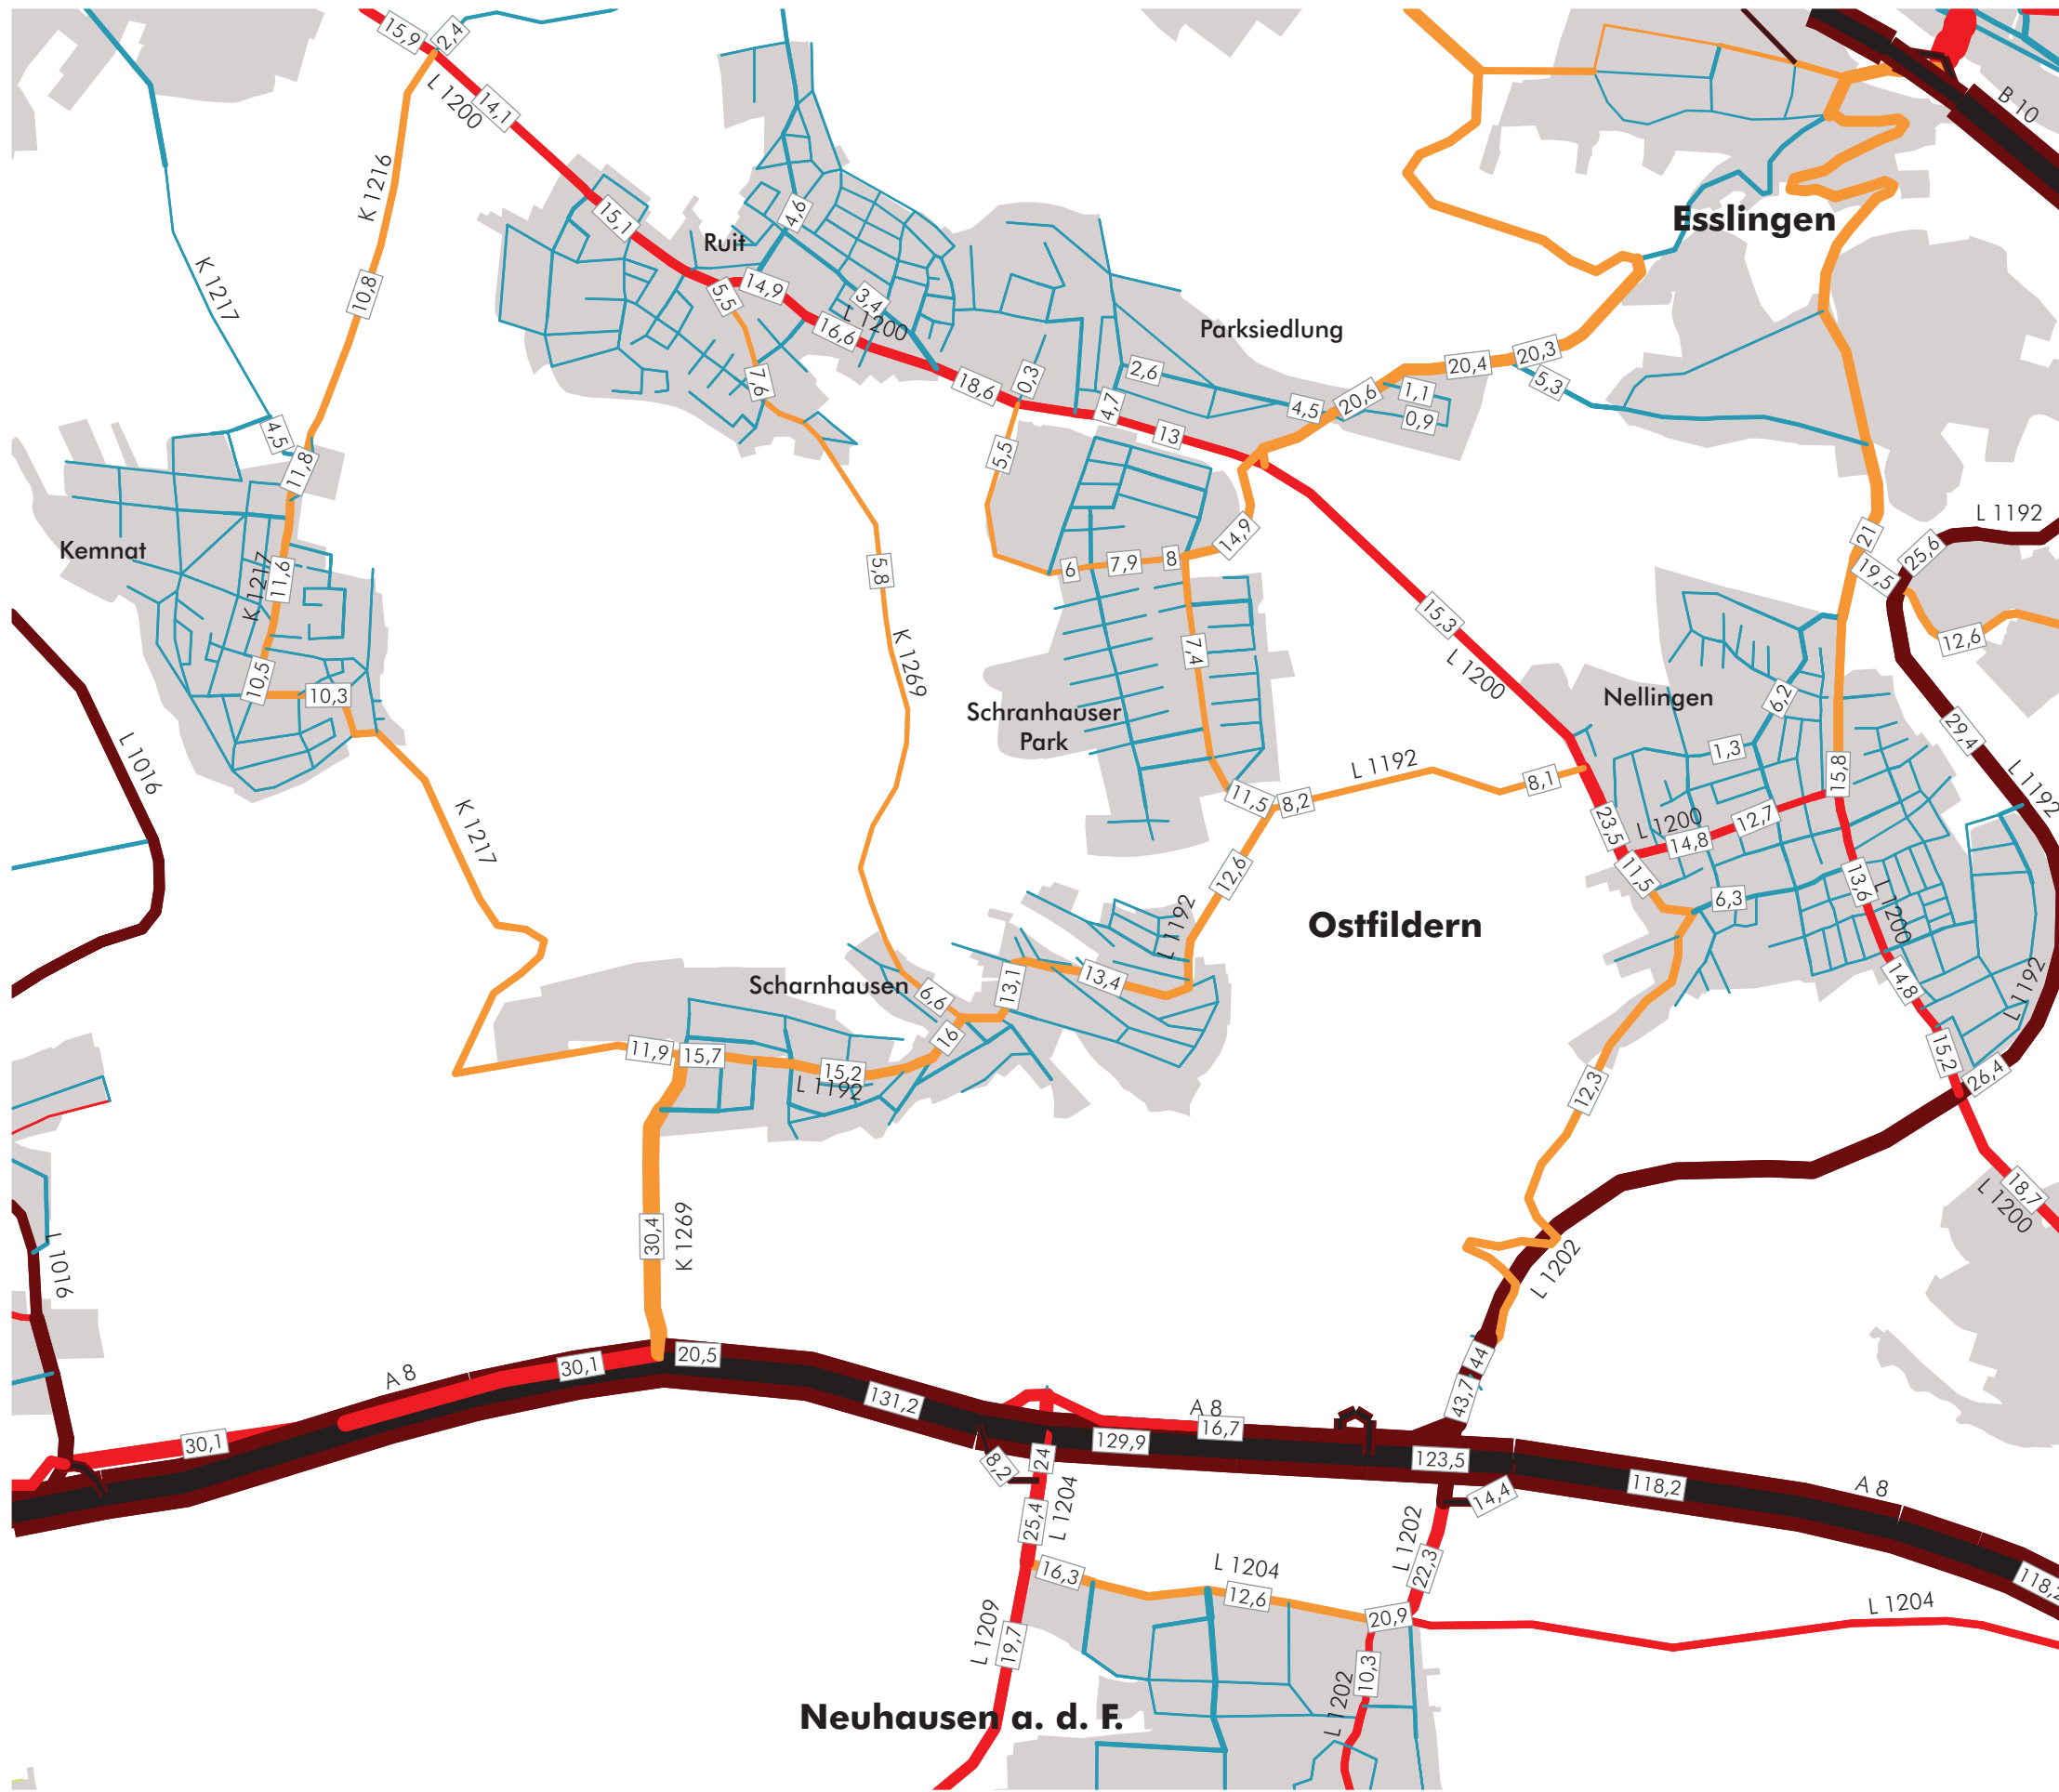 15,9
2,4
L 1200
14,1
B 10
K 1216
15,1
4,6
Ruit
Esslingen
K 1217
10,8
5,5
14,9
3,4
L 1200
16,6
Parksiedlung
20,4
20,3
5,3
7,6
18,6
0,3
2,6
4,7
4,5
20,6
1,1
0,9
13
4,5
11,8
5,5
L 1192
21
25,6
19,5
14,9
Kemnat
K 1217
11,6
5,8
6
7,9
8
15,3
12,6
7,4
K 1269
L 1200
10,5
10,3
Schranhauser
Park
Nellingen
6,2
29,4
L 1016
1,3
L 1192
8,1
15,8
L 1192
11,5
8,2
K 1217
23,5
L 1200
14,8
12,7
12,6
11,5
13,6
6,3
L 1200
L 1192
Ostfildern
Scharnhausen
6,6
13,1
13,4
14,8
L 1192
16
11,9
15,7
15,2
L 1192
15,2
26,4
12,3
18,7
L 1200
30,4
K 1269
L 1016
L 1202
A 8
30,1
20,5
44
43,7
131,2
A 8
16,7
30,1
129,9
8,2
24
123,5
118,2
A 8
14,4
25,4
L 1204
L 1202
22,3
16,3
L 1204
12,6
118,2
20,9
L 1204
L 1209
19,7
10,3
L 1202
Neuhausen a. d. F.